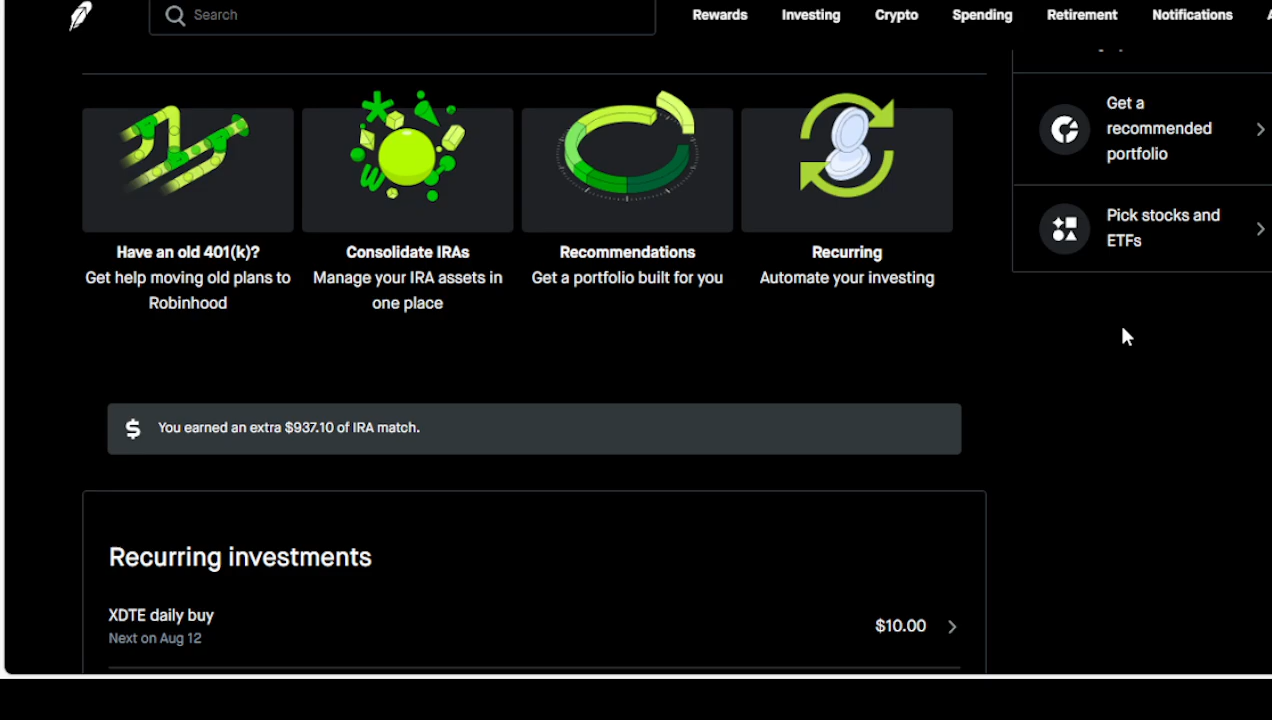 Search
Rewards
Investing
Crypto
Spending
Retirement
Notifications
Get a
recommended
portfolio
Pick stocks and
ETFs
Have an old 401(k)?
Get help moving old plans to
Robinhood
Consolidate IRAs
Manage your IRA assets in
one place
Recommendations
Get a portfolio built for you
Recurring
Automate your investing
You earned an extra $937.10 of IRA match.
Recurring investments
XDTE daily buy
Next on Aug 12
$10.00